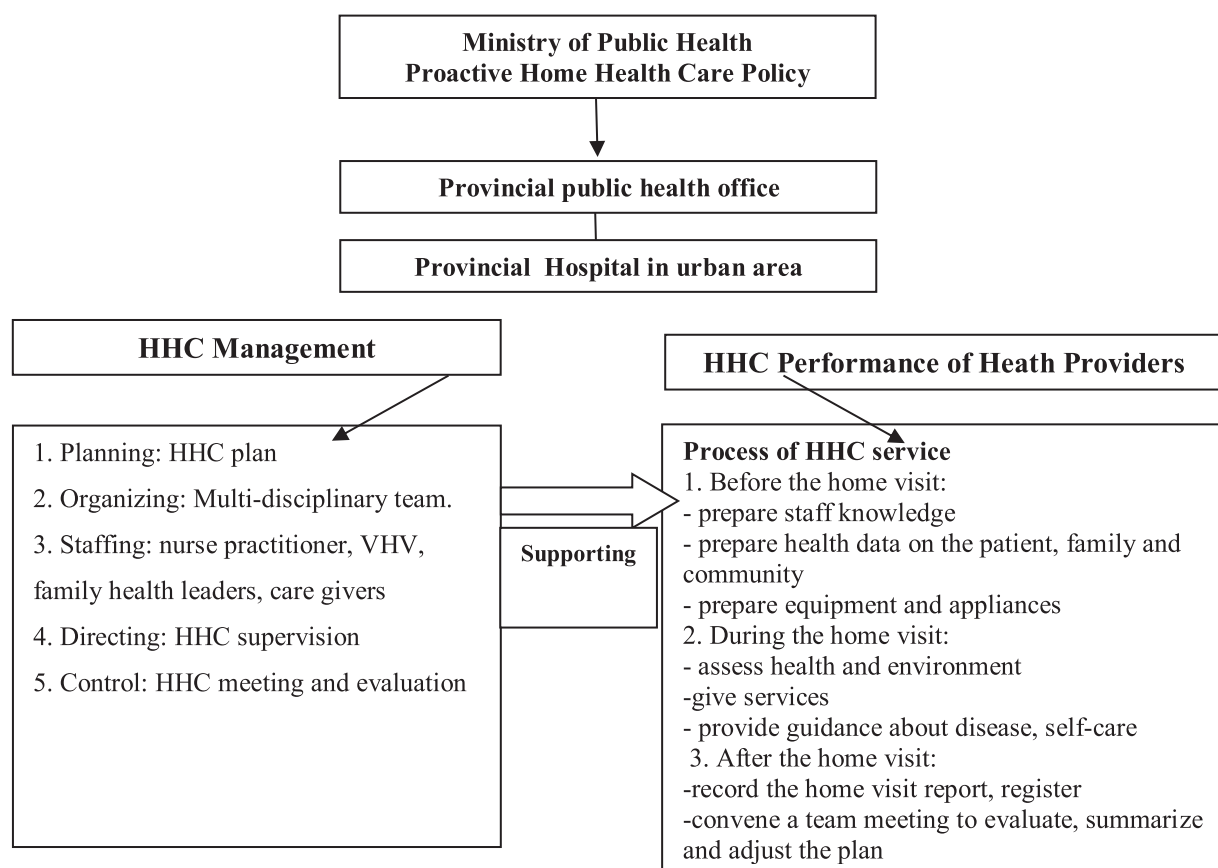 Ministry of Public Health
Proactive Home Health Care Policy
Provincial public health office
Provincial Hospital in urban area
HHC Management
HHC Performance of Heath Providers
1. Planning: HHC plan
2. Organizing: Multi-disciplinary team.
3. Staffing: nurse practitioner, VHV,
family health leaders, care givers
4. Directing: HHC supervision
5. Control: HHC meeting and evaluation
Supporting
Process of HHC service
1. Before the home visit:
- prepare staff knowledge
- prepare health data on the patient, family and
community
- prepare equipment and appliances
2. During the home visit:
- assess health and environment
-give services
- provide guidance about disease, self-care
3. After the home visit:
-record the home visit report, register
-convene a team meeting to evaluate, summarize
and adjust the plan